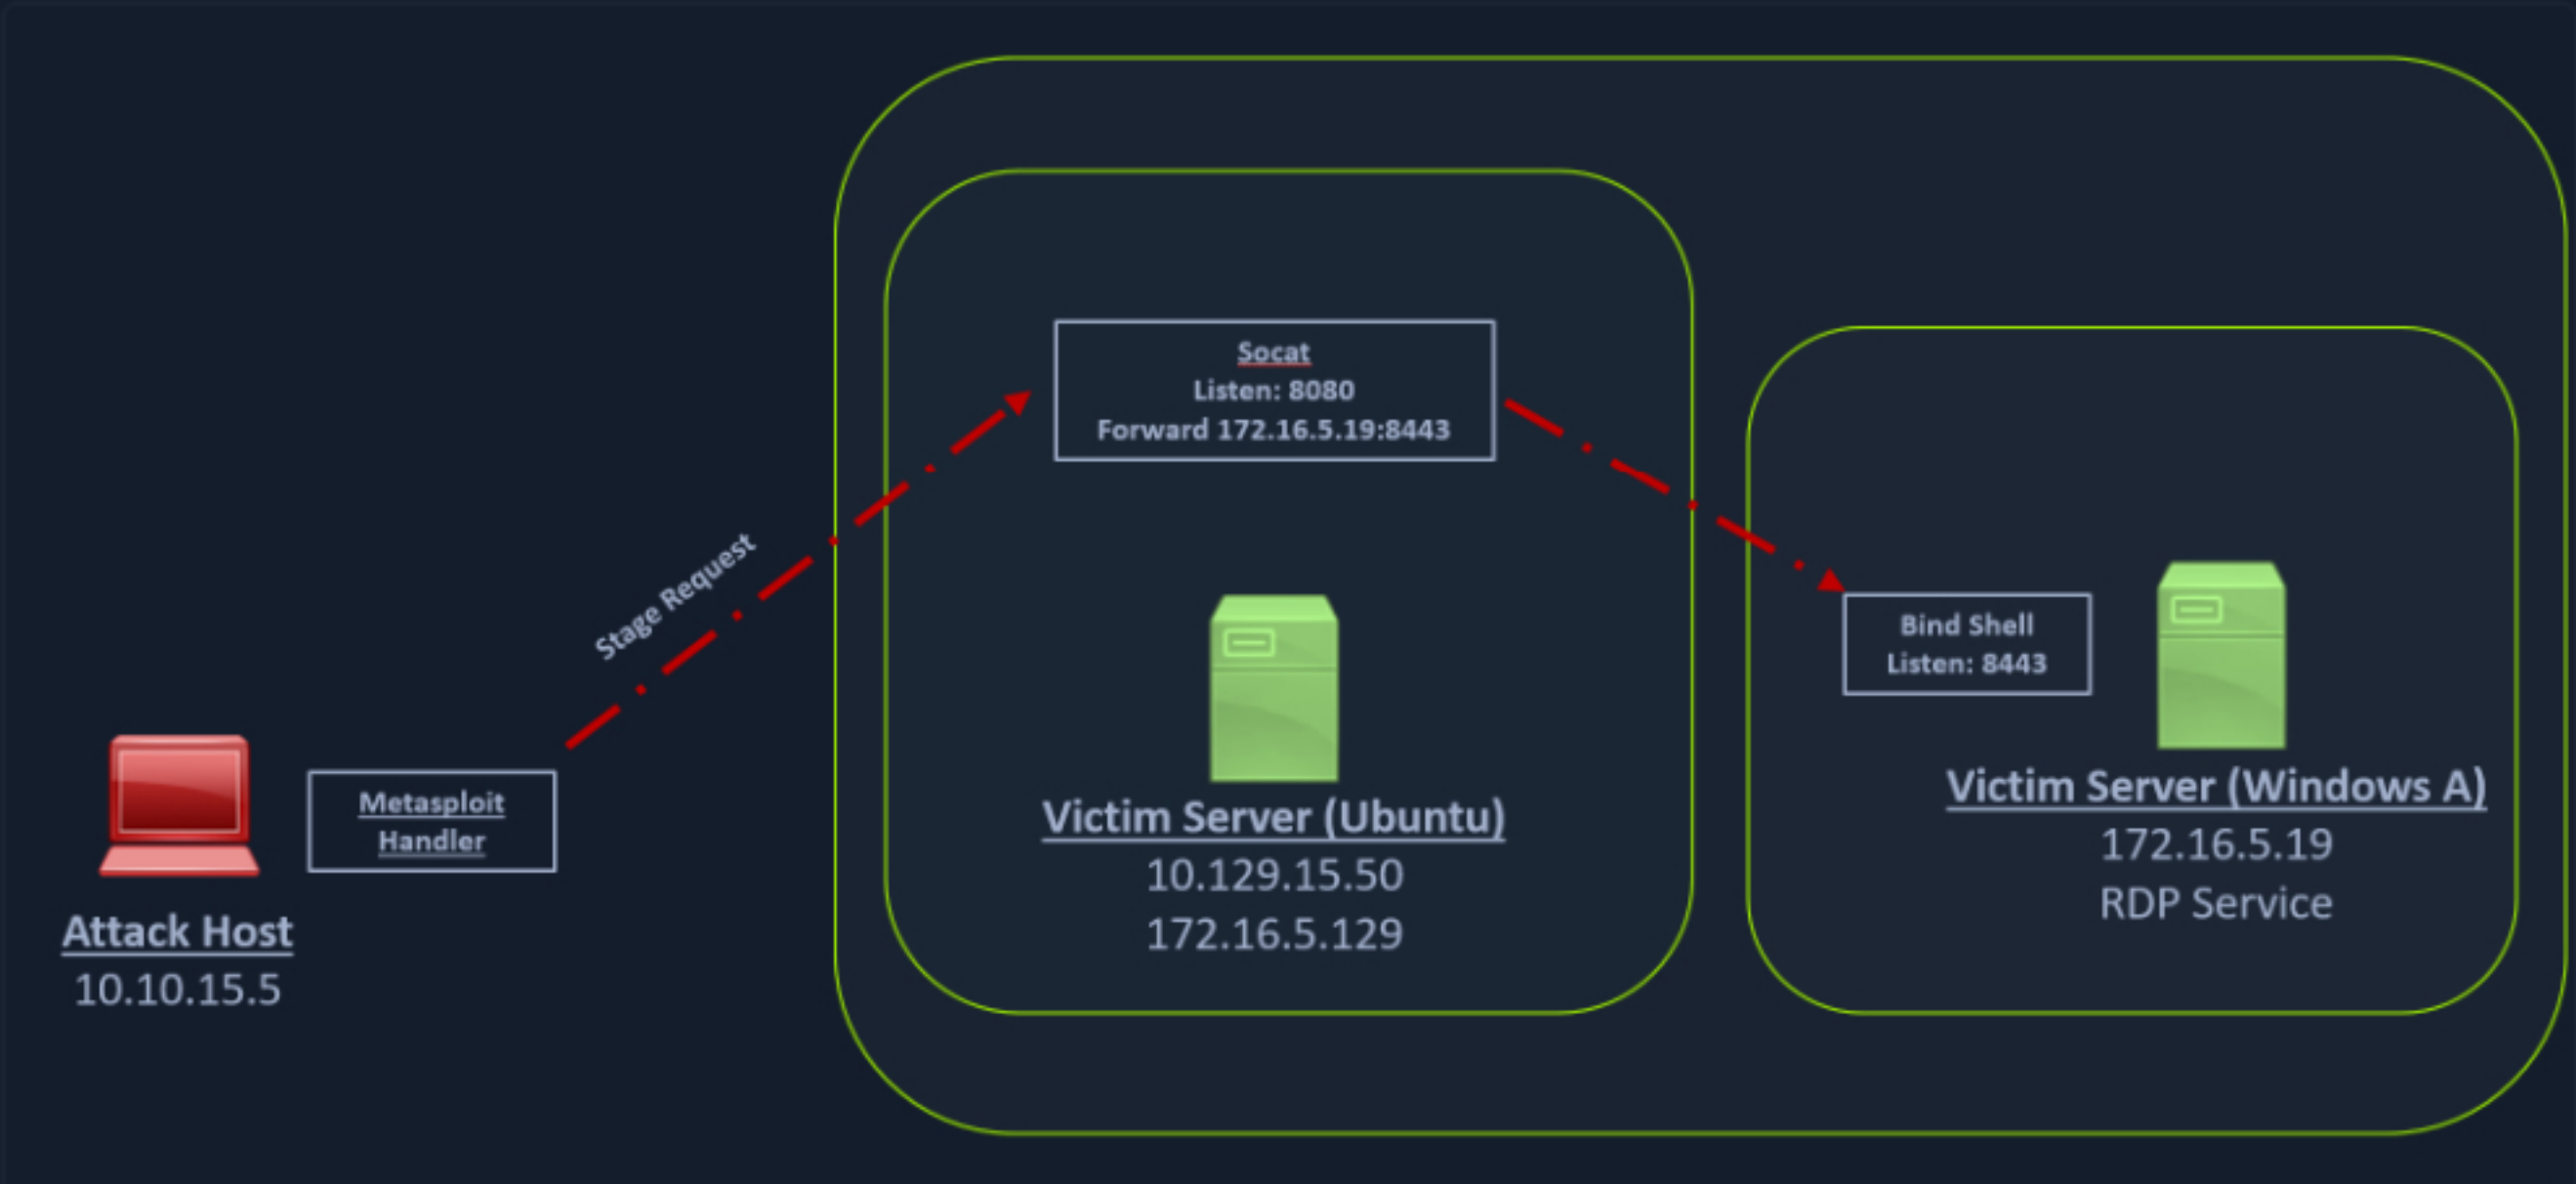 Socat
Listen: 8080
Forward 172.16.5.19:8443
Stage Request
Bind Shell
Listen: 8443
Metasploit
Handler
Attack Host
10.10.15.5
Victim Server (Ubuntu)
10.129.15.50
172.16.5.129
Victim Server (Windows A)
172.16.5.19
RDP Service